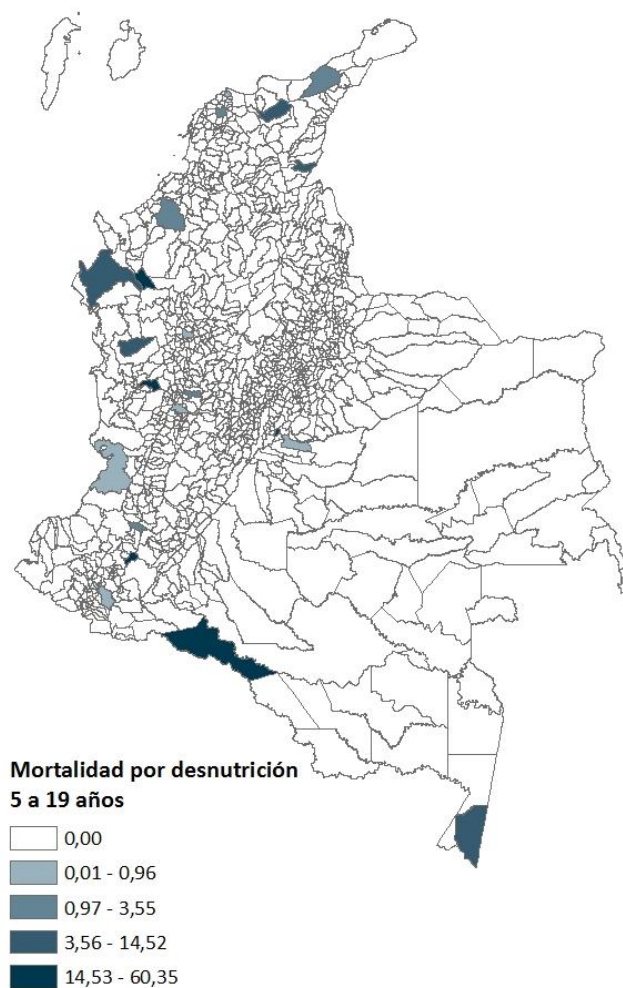 Mortalidad por desnutrición
5 a 19 años
0,00
0,01 - 0,96
0,97 - 3,55
3,56 - 14,52
14,53 - 60,35